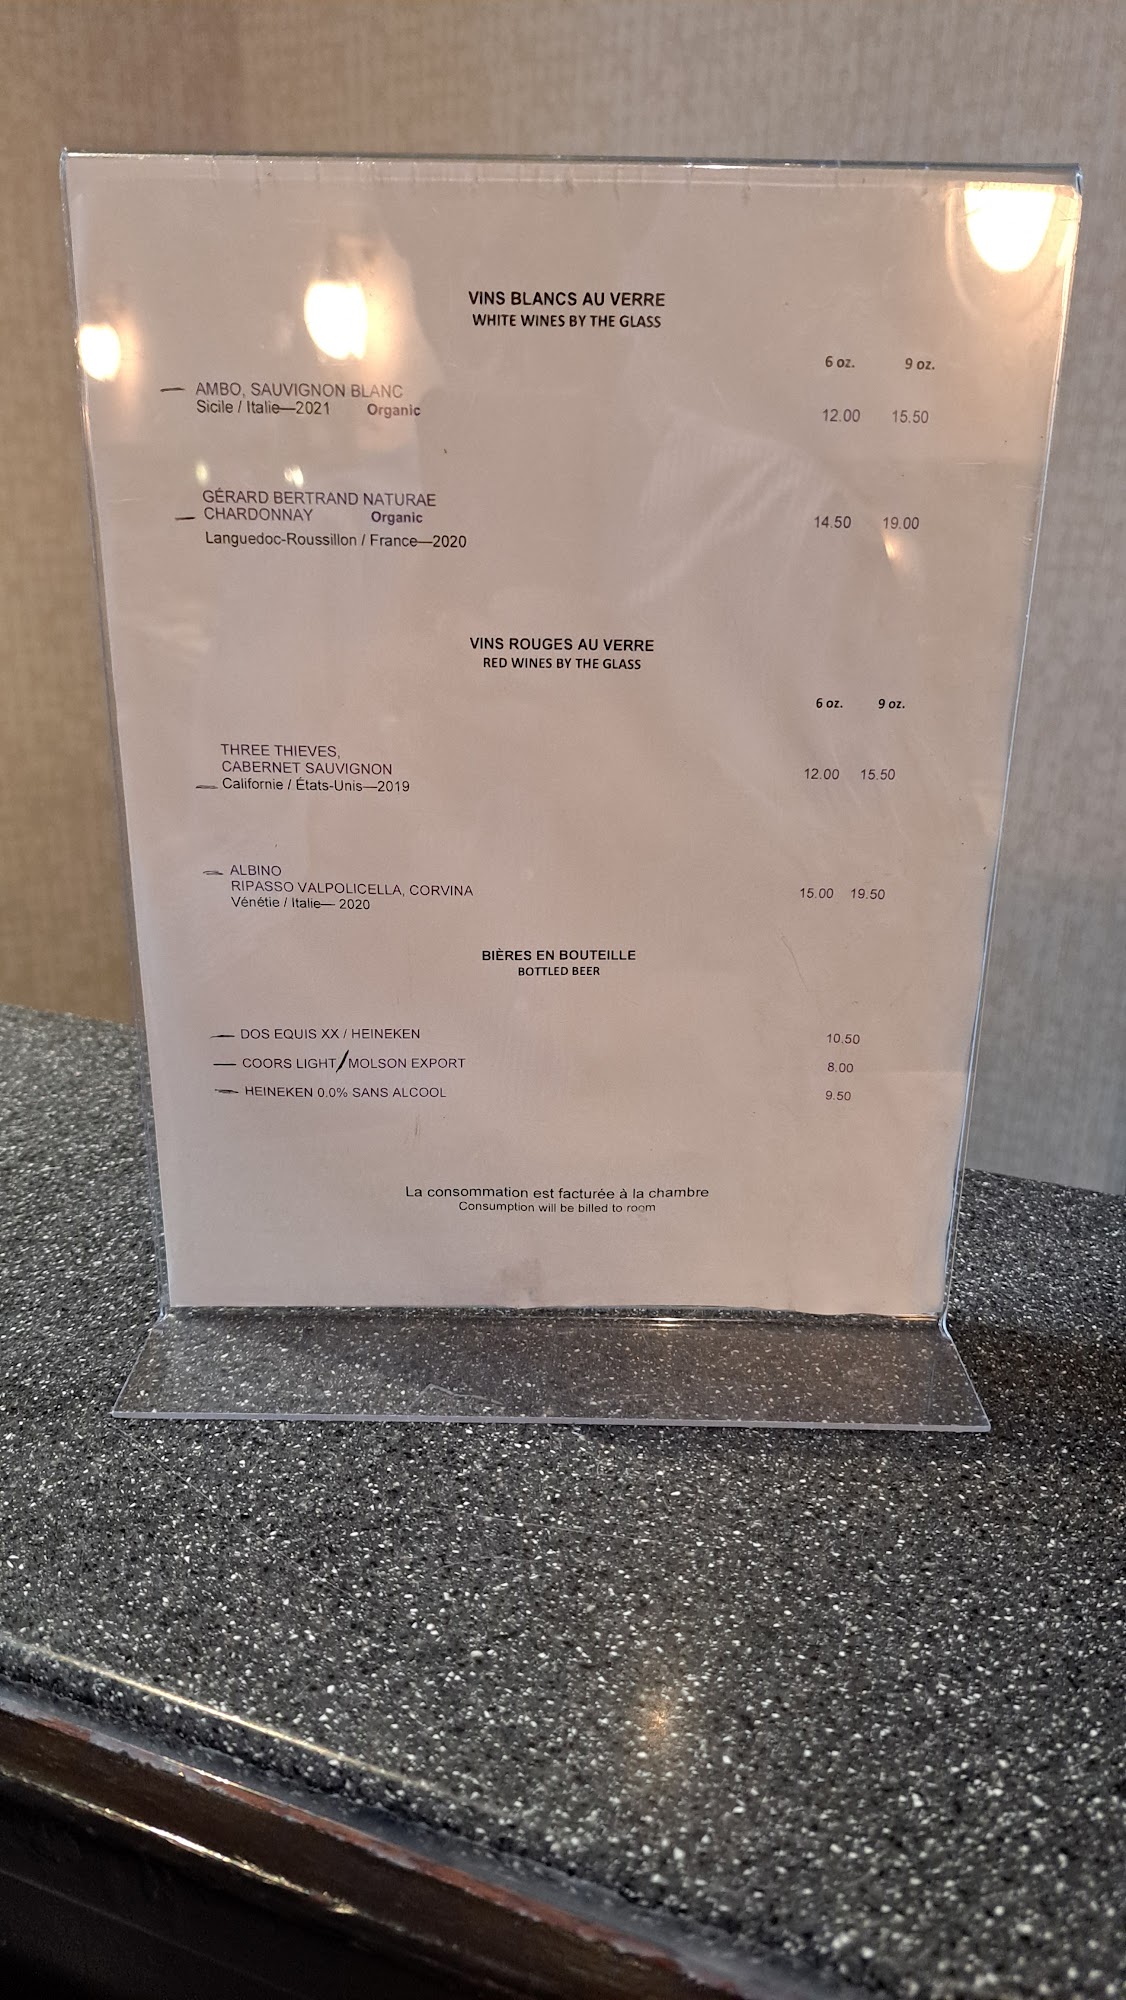 VINS BLANCS AU VERRE
WHITE WINES BY THE GLASS
6 oz. 9 oz.
AMBO, SAUVIGNON BLANC
Sicile / Italie—2021 Organic 12.00 15.50
GÉRARD BERTRAND NATURAE
CHARDONNAY Organic 14.50 19.00
Languedoc-Roussillon / France—2020
VINS ROUGES AU VERRE
RED WINES BY THE GLASS
6 oz. 9 oz.
THREE THIEVES,
CABERNET SAUVIGNON 12.00 15.50
Californie / États-Unis—2019
ALBINO
RIPASSO VALPOLICELLA, CORVINA 15.00 19.50
Vénétie / Italie— 2020
BIÈRES EN BOUTEILLE
BOTTLED BEER
DOS EQUIS XX / HEINEKEN 10.50
COORS LIGHT/MOLSON EXPORT 8.00
HEINEKEN 0.0% SANS ALCOOL 9.50
La consommation est facturée à la chambre
Consumption will be billed to room